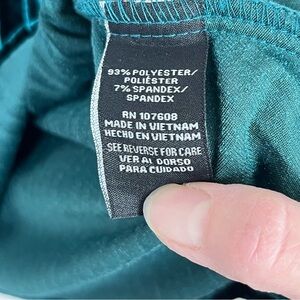 93% POLYESTER/
POLIÉSTER
7% SPANDEX/
SPANDEX
RN 107608
MADE IN VIETNAM
HECHO EN VIETNAM
SEE REVERSE FOR CARE
VER AL DORSO
PARA CUIDADO